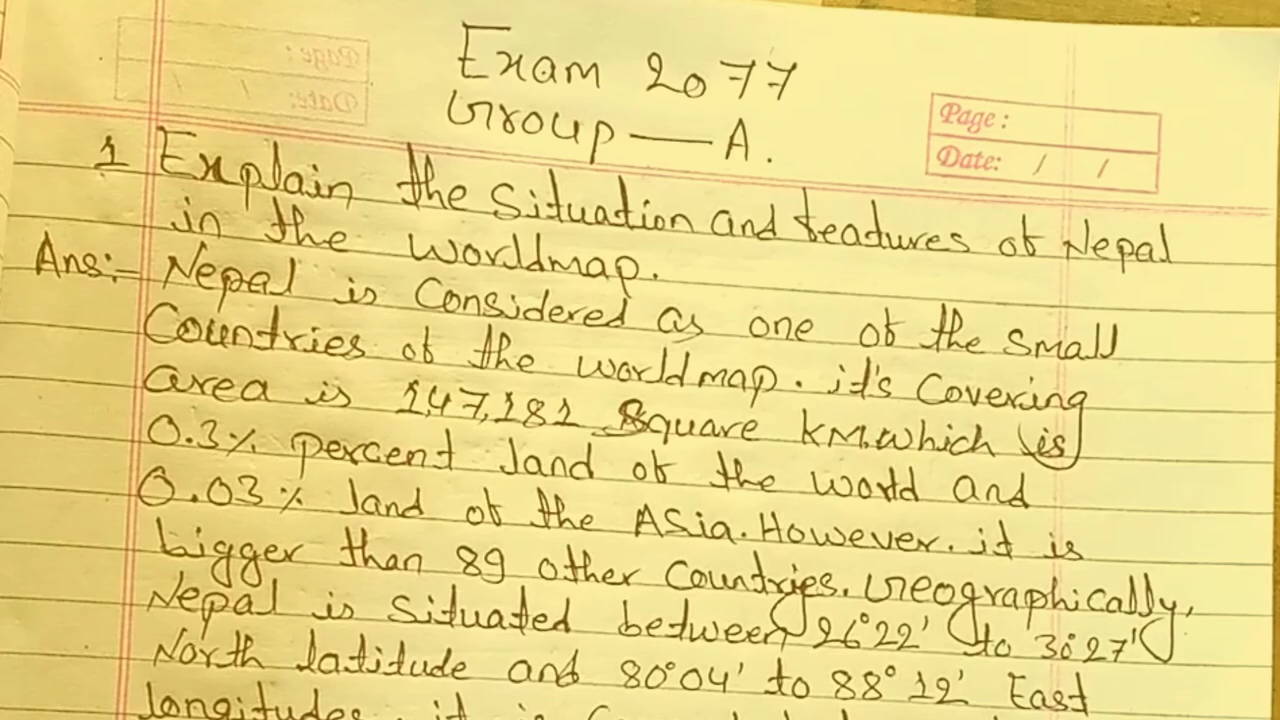 Exam 2077
Group — A.
Page:
Date: / /
1 Explain the situation and features of Nepal
in the worldmap.
Ans:- Nepal is Considered as one of the small
Countries of the worldmap. it's Covering
area is 147,181 Square KM.which is
0.3% percent land of the world and
0.03% land of the Asia. However. it is
bigger than 89 other Countries. Geographically,
Nepal is situated between 26°22' to 30°27'
North latitude and 80°04' to 88°12' East
longitudes. it is